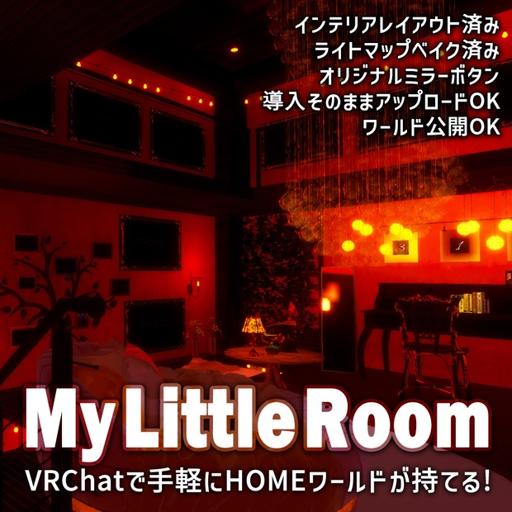 インテリアレイアウト済み
ライトマップベイク済み
オリジナルミラーボタン
導入そのままアップロードOK
ワールド公開OK
My Little Room
VRChatで手軽にHOMEワールドが持てる!